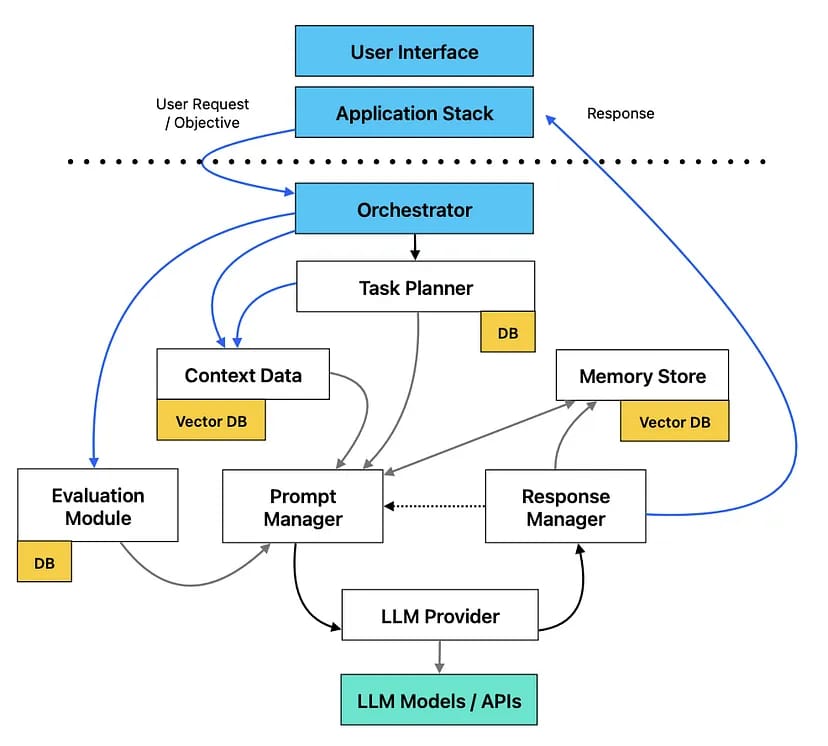 User Interface
User Request
/ Objective
Application Stack
Response
Orchestrator
Task Planner
DB
Context Data
Vector DB
Memory Store
Vector DB
Evaluation
Module
DB
Prompt
Manager
Response
Manager
LLM Provider
LLM Models / APIs